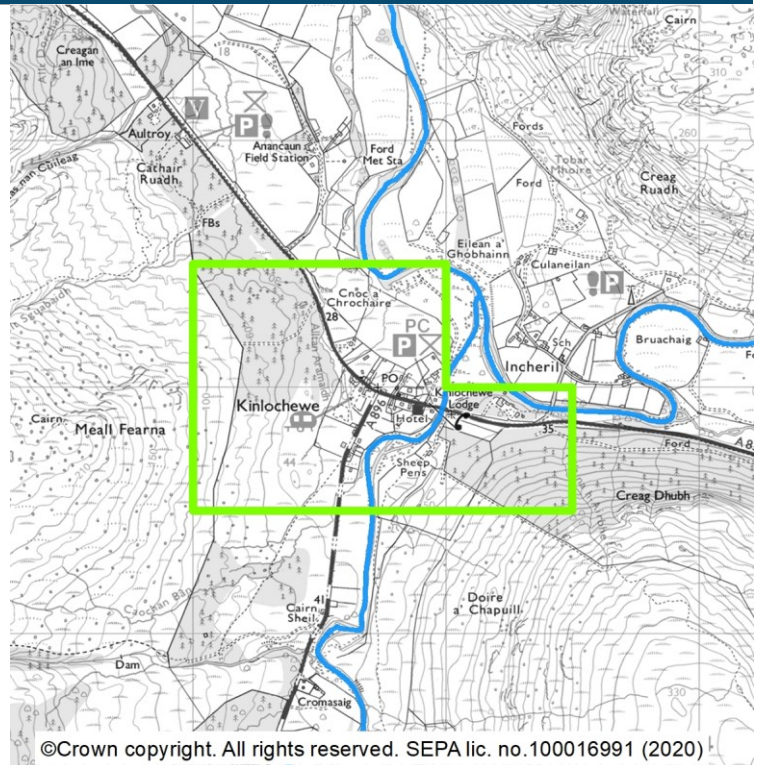 Creagan
an Ime
18
Cairn
310
V
P
Aultroy
Anancaun
Field Station
Ford
Met Sta
Fords
260
Tobar
Mhoire
Ford
Creag
Ruadh
Cathair
Ruadh
FBs
Eilean a'
Ghobhainn
Culaneilan
P
Cnoc a
Chrochaire
28
PC
P
Sch
Bruachaig
Incheril
PO
Kinlochewe
Kinlochewe
Lodge
Hotel
A 896
35
Ford
Cairn
Meall Fearna
44
Sheep
Pens
Creag Dhubh
Doire
a' Chapuill
41
Cairn
Sheil
Dam
Cromasaig
330
©Crown copyright. All rights reserved. SEPA lic. no.100016991 (2020)